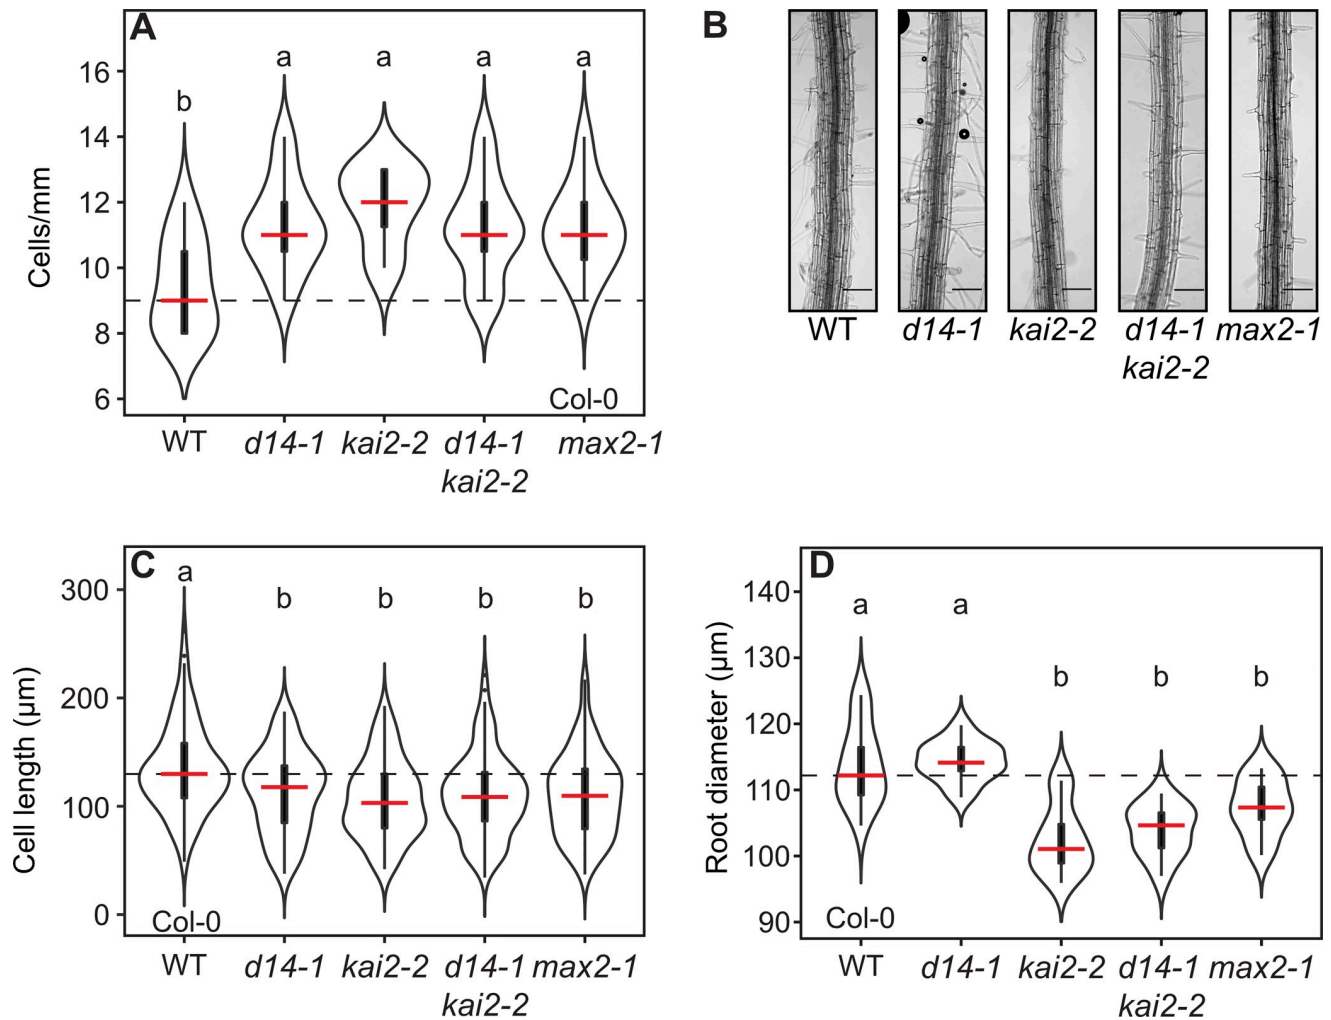 A
b
a
a
a
a
Cells/mm
16
14
12
10
8
6
Col-0
WT
d14-1
kai2-2
d14-1
kai2-2
max2-1
B
WT
d14-1
kai2-2
d14-1
kai2-2
max2-1
C
a
b
b
b
b
Cell length (µm)
300
200
100
0
Col-0
WT
d14-1
kai2-2
d14-1
kai2-2
max2-1
D
a
a
b
b
b
Root diameter (µm)
140
130
120
110
100
90
Col-0
WT
d14-1
kai2-2
d14-1
kai2-2
max2-1